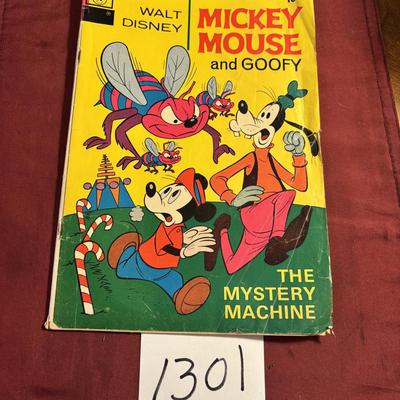 WALT
DISNEY
MICKEY
MOUSE
and GOOFY
THE
MYSTERY
MACHINE
1301